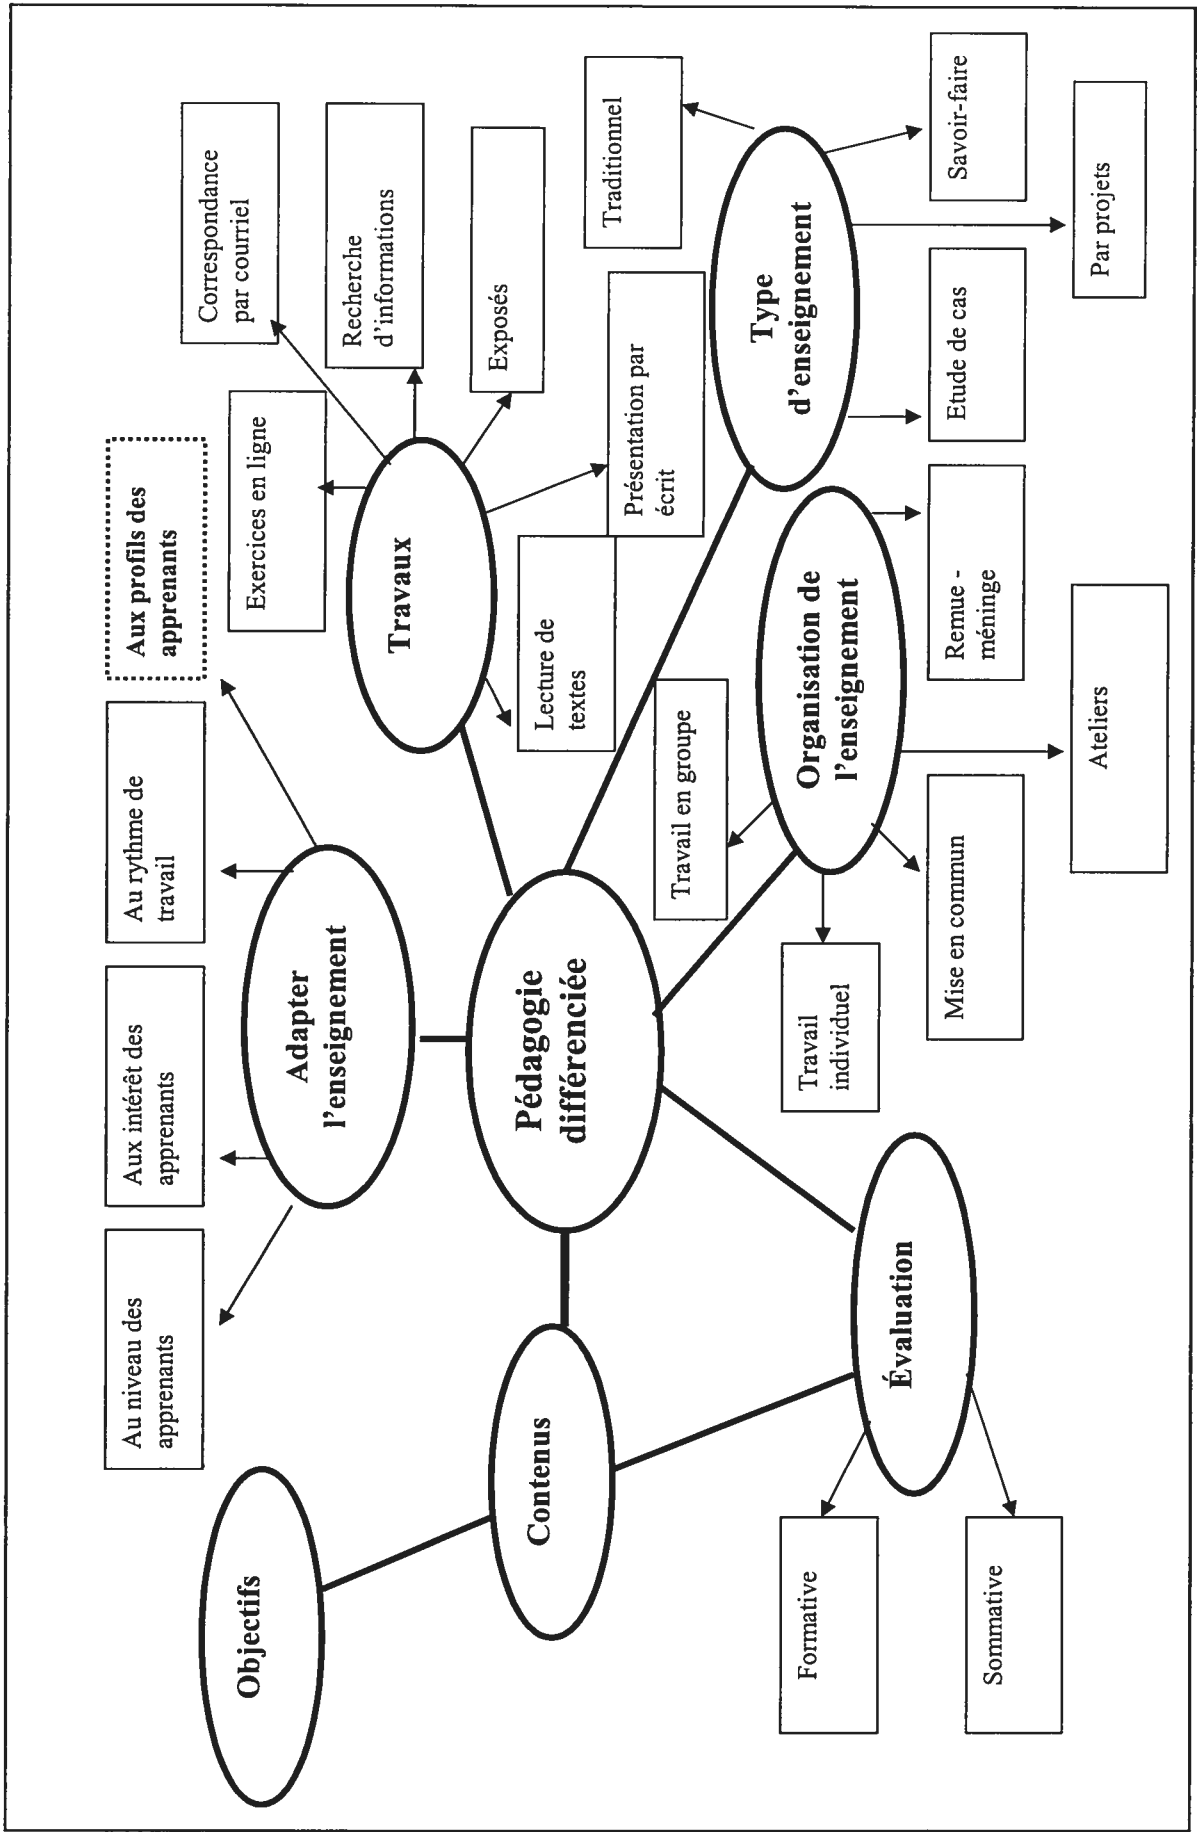 Objectifs
Au niveau des
apprenants
Aux intérêt des
apprenants
Au rythme de
travail
Aux profils des
apprenants
Adapter
l'enseignement
Exercices en ligne
Correspondance
par courriel
Recherche
d'informations
Exposés
Présentation par
écrit
Lecture de
textes
Travaux
Contenus
Pédagogie
différenciée
Traditionnel
Type
d'enseignement
Savoir-faire
Par projets
Etude de cas
Travail en groupe
Organisation de
l'enseignement
Remue -
méninge
Ateliers
Mise en commun
Travail
individuel
Évaluation
Formative
Sommative